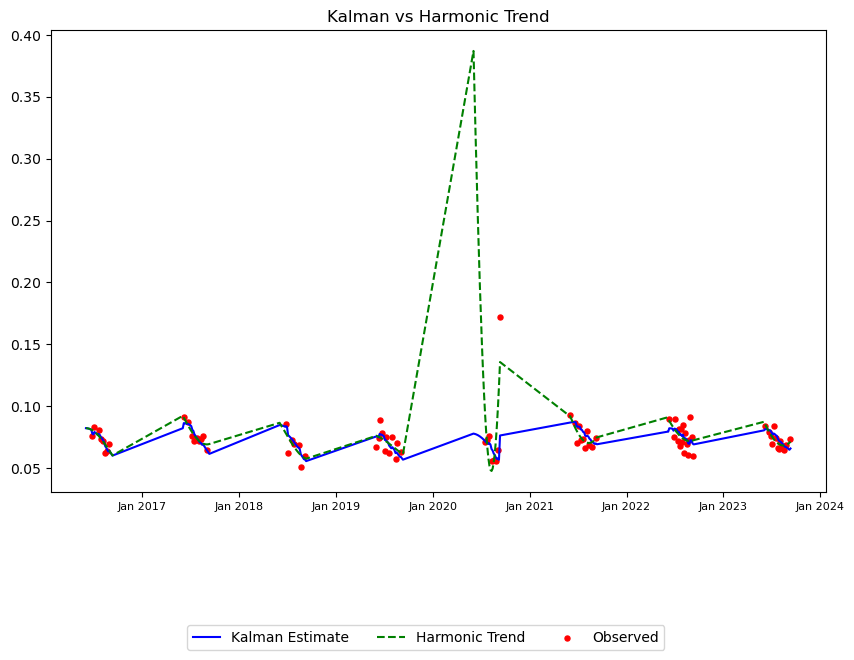 Kalman vs Harmonic Trend
0.40
0.35
0.30
0.25
0.20
0.15
0.10
0.05
Jan 2017 Jan 2018 Jan 2019 Jan 2020 Jan 2021 Jan 2022 Jan 2023 Jan 2024
Kalman Estimate Harmonic Trend Observed